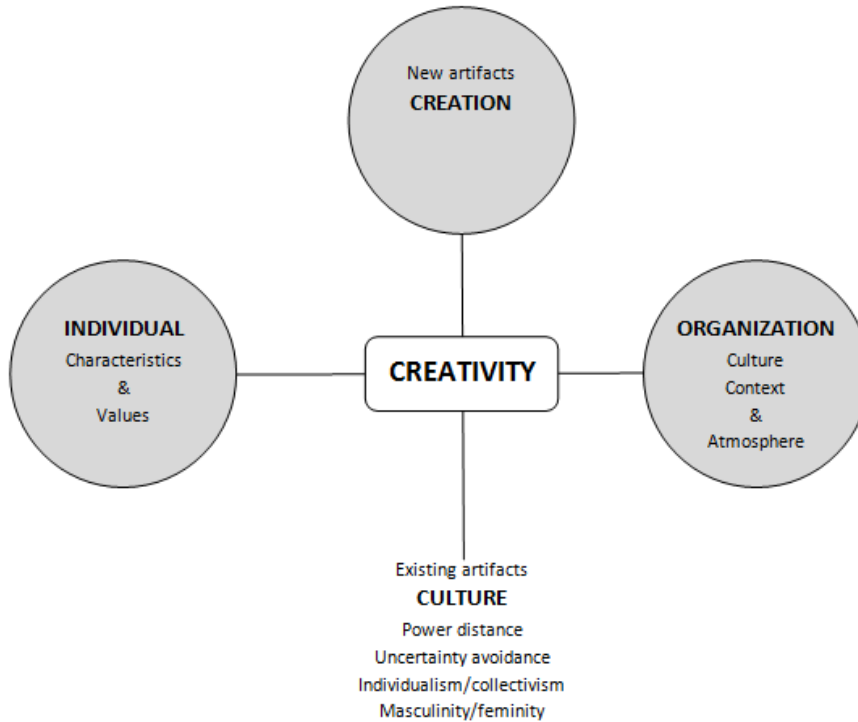 New artifacts
CREATION
INDIVIDUAL
Characteristics
&
Values
CREATIVITY
ORGANIZATION
Culture
Context
&
Atmosphere
Existing artifacts
CULTURE
Power distance
Uncertainty avoidance
Individualism/collectivism
Masculinity/feminity